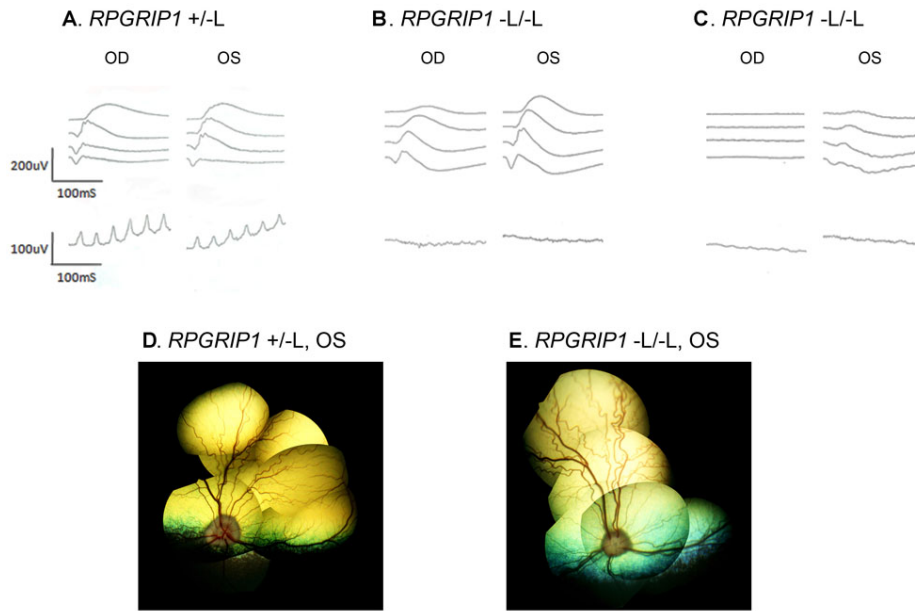 A. RPGRIP1 +/-L
B. RPGRIP1 -L/-L
C. RPGRIP1 -L/-L
OD
OS
OD
OS
OD
OS
200uV
100mS
100uV
100mS
D. RPGRIP1 +/-L, OS
E. RPGRIP1 -L/-L, OS